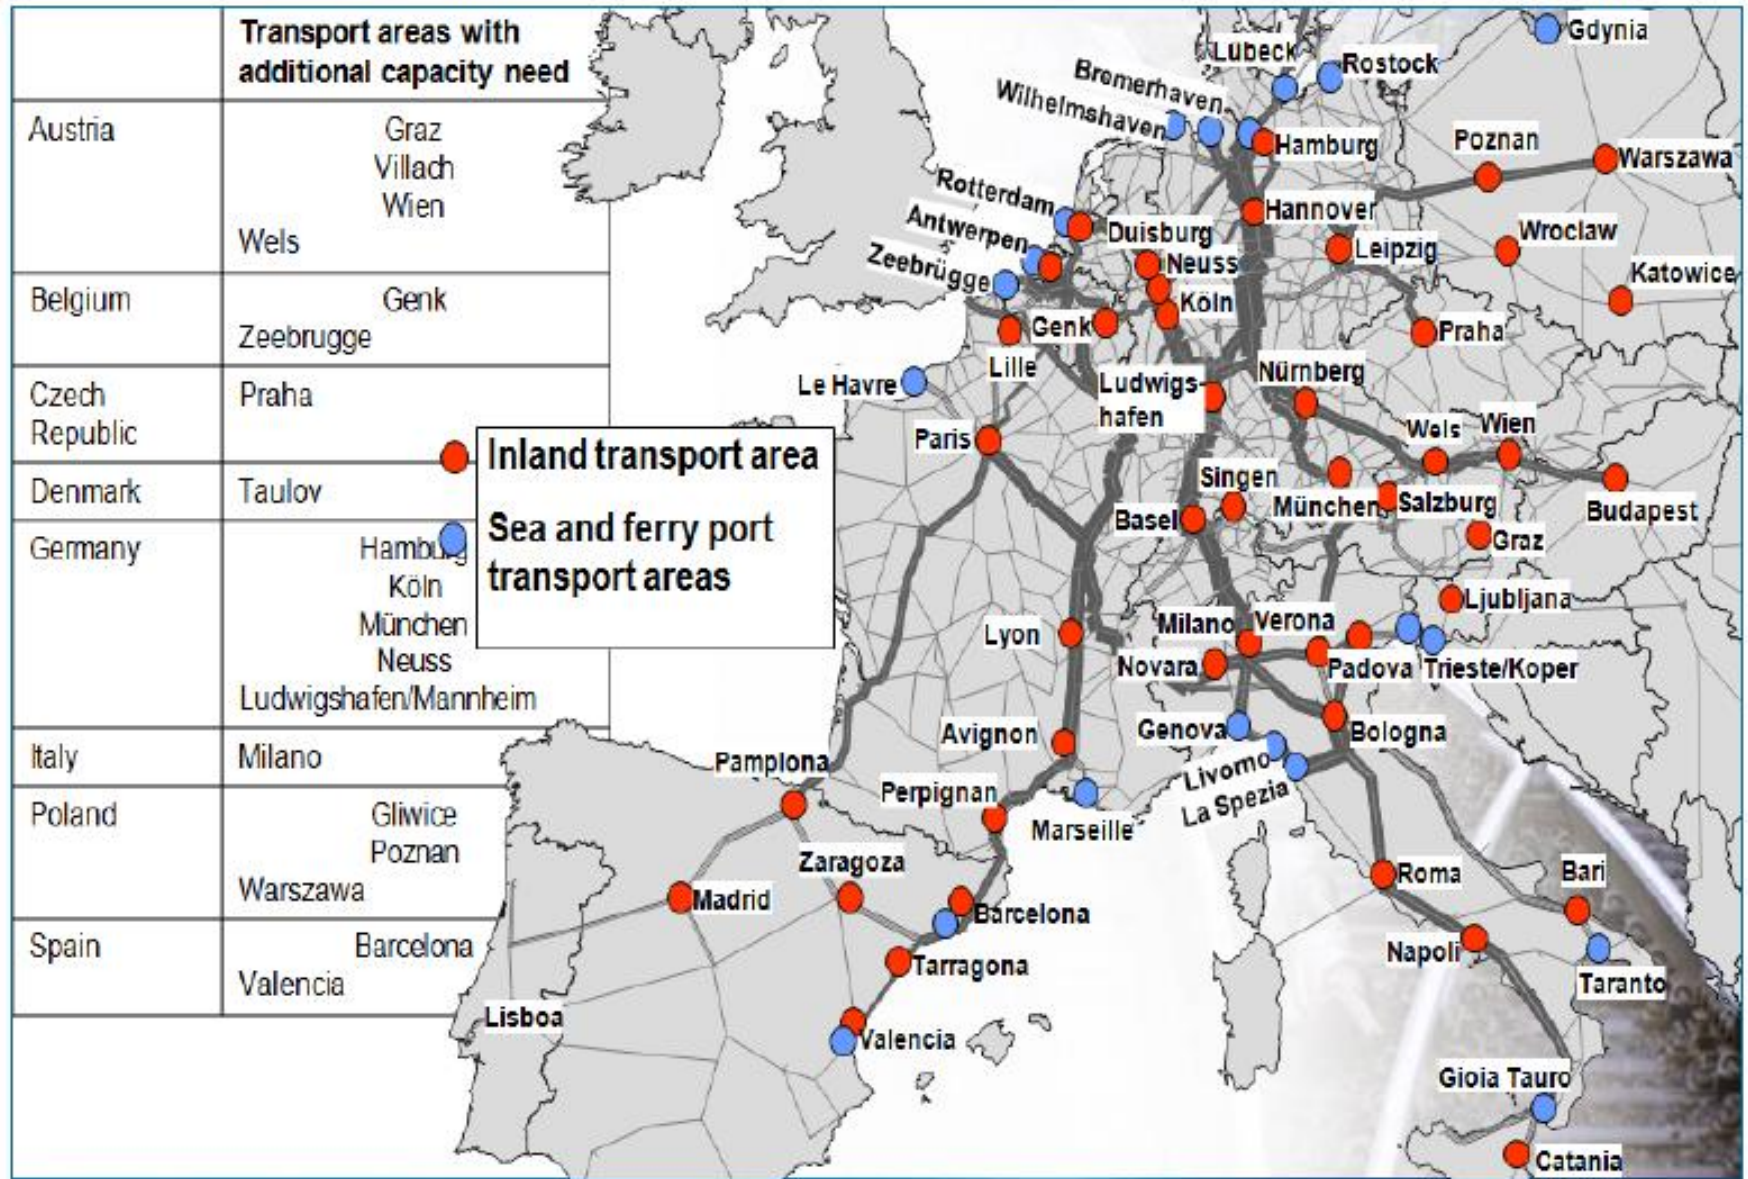 Transport areas with
additional capacity need
Austria
Graz
Villach
Wien
Wels
Belgium
Genk
Zeebrugge
Czech
Republic
Praha
Denmark
Taulov
Germany
Hamburg
Köln
München
Neuss
Ludwigshafen/Mannheim
Italy
Milano
Poland
Gliwice
Poznan
Warszawa
Spain
Barcelona
Valencia
Inland transport area
Sea and ferry port
transport areas
Gdynia
Lübeck
Rostock
Bremerhaven
Wilhelmshaven
Hamburg
Poznan
Warszawa
Rotterdam
Hannover
Antwerpen
Duisburg
Leipzig
Wroclaw
Zeebrügge
Neuss
Katowice
Köln
Genk
Praha
Lille
Le Havre
Ludwigs-
hafen
Nürnberg
Paris
Wels
Wien
Singen
München
Salzburg
Budapest
Basel
Graz
Ljubljana
Lyon
Milano
Verona
Novara
Padova
Trieste/Koper
Genova
Bologna
Avignon
Livorno
La Spezia
Pamplona
Perpignan
Marseille
Zaragoza
Roma
Bari
Madrid
Barcelona
Napoli
Tarragona
Taranto
Lisboa
Valencia
Gioia Tauro
Catania